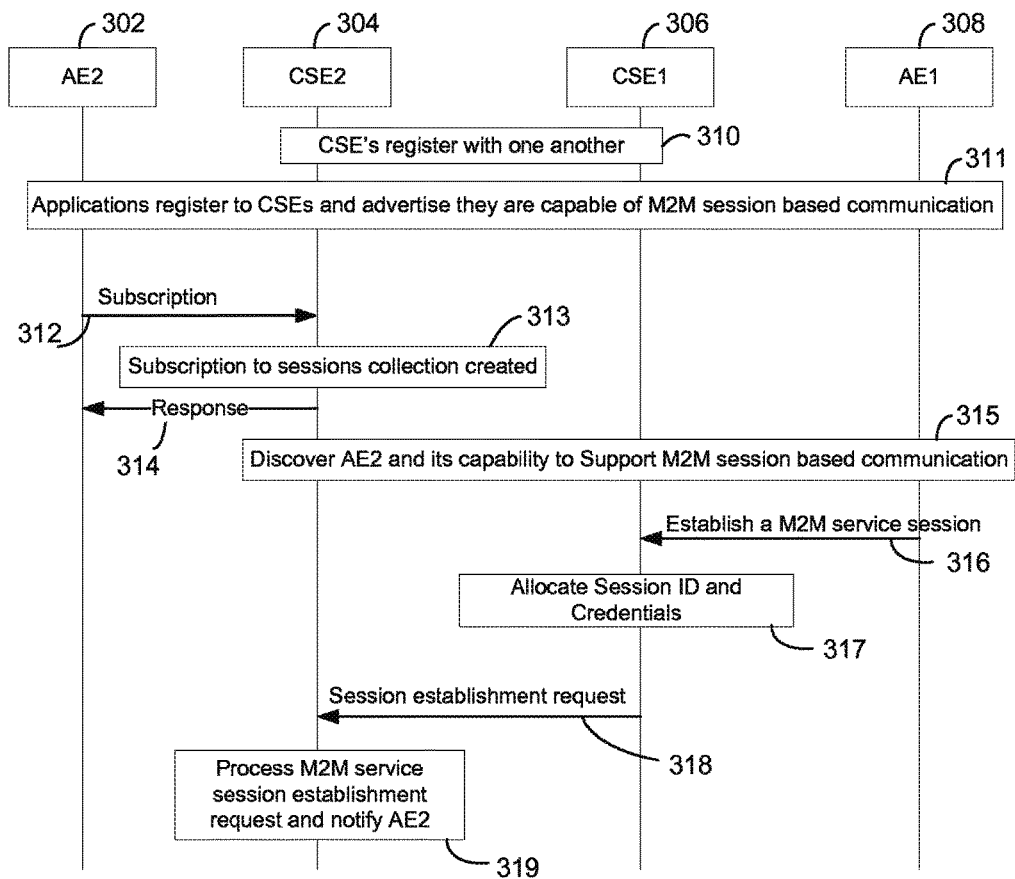 302
304
306
308
AE2
CSE2
CSE1
AE1
CSE's register with one another
310
311
Applications register to CSEs and advertise they are capable of M2M session based communication
Subscription
312
313
Subscription to sessions collection created
Response
314
315
Discover AE2 and its capability to Support M2M session based communication
Establish a M2M service session
316
Allocate Session ID and
Credentials
317
Session establishment request
318
Process M2M service
session establishment
request and notify AE2
319